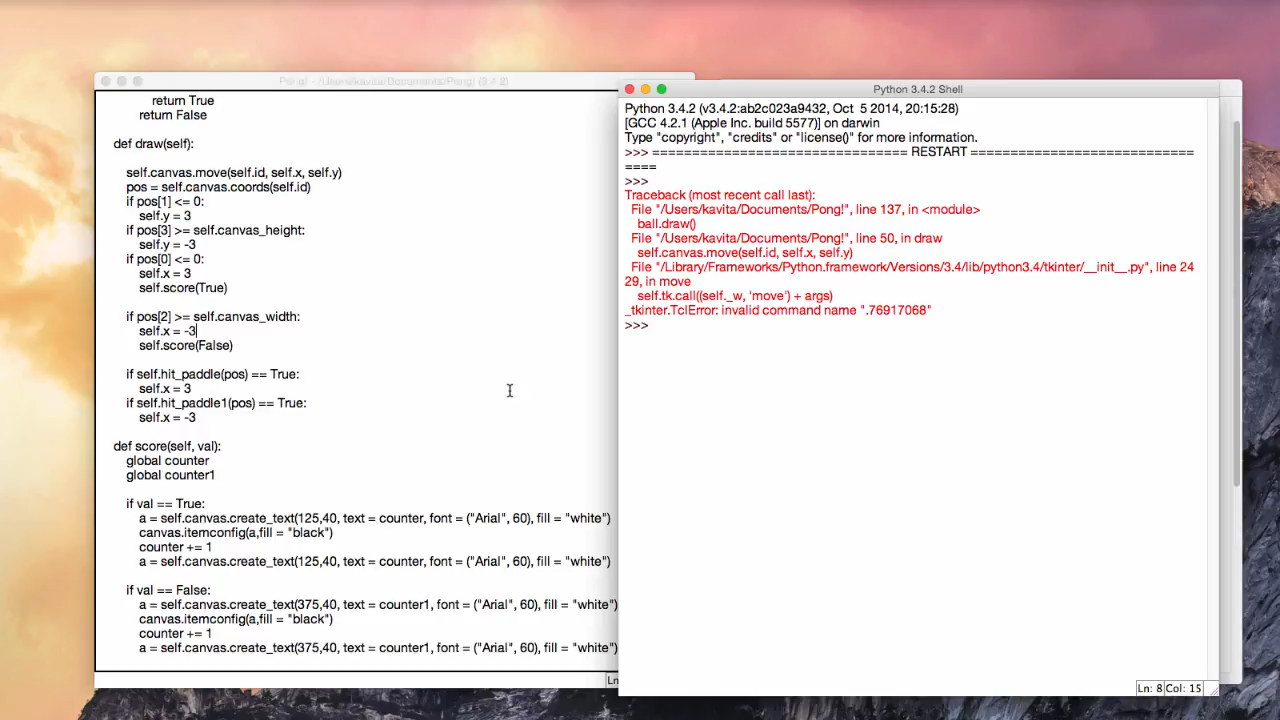 Pong! - /Users/kavita/Documents/Pong! (3.4.2)
return True
return False
def draw(self):
self.canvas.move(self.id, self.x, self.y)
pos = self.canvas.coords(self.id)
if pos[1] <= 0:
self.y = 3
if pos[3] >= self.canvas_height:
self.y = -3
if pos[0] <= 0:
self.x = 3
self.score(True)
if pos[2] >= self.canvas_width:
self.x = -3
self.score(False)
if self.hit_paddle(pos) == True:
self.x = 3
if self.hit_paddle1(pos) == True:
self.x = -3
def score(self, val):
global counter
global counter1
if val == True:
a = self.canvas.create_text(125,40, text = counter, font = ("Arial", 60), fill = "white")
canvas.itemconfig(a,fill = "black")
counter += 1
a = self.canvas.create_text(125,40, text = counter, font = ("Arial", 60), fill = "white")
if val == False:
a = self.canvas.create_text(375,40, text = counter1, font = ("Arial", 60), fill = "white")
canvas.itemconfig(a,fill = "black")
counter += 1
a = self.canvas.create_text(375,40, text = counter1, font = ("Arial", 60), fill = "white")
Ln
Python 3.4.2 Shell
Python 3.4.2 (v3.4.2:ab2c023a9432, Oct  5 2014, 20:15:28)
[GCC 4.2.1 (Apple Inc. build 5577)] on darwin
Type "copyright", "credits" or "license()" for more information.
>>> ================================ RESTART ============================
====
>>>
Traceback (most recent call last):
File "/Users/kavita/Documents/Pong!", line 137, in <module>
ball.draw()
File "/Users/kavita/Documents/Pong!", line 50, in draw
self.canvas.move(self.id, self.x, self.y)
File "/Library/Frameworks/Python.framework/Versions/3.4/lib/python3.4/tkinter/__init__.py", line 24
29, in move
self.tk.call((self._w, 'move') + args)
_tkinter.TclError: invalid command name ".76917068"
>>>
Ln: 8 Col: 15